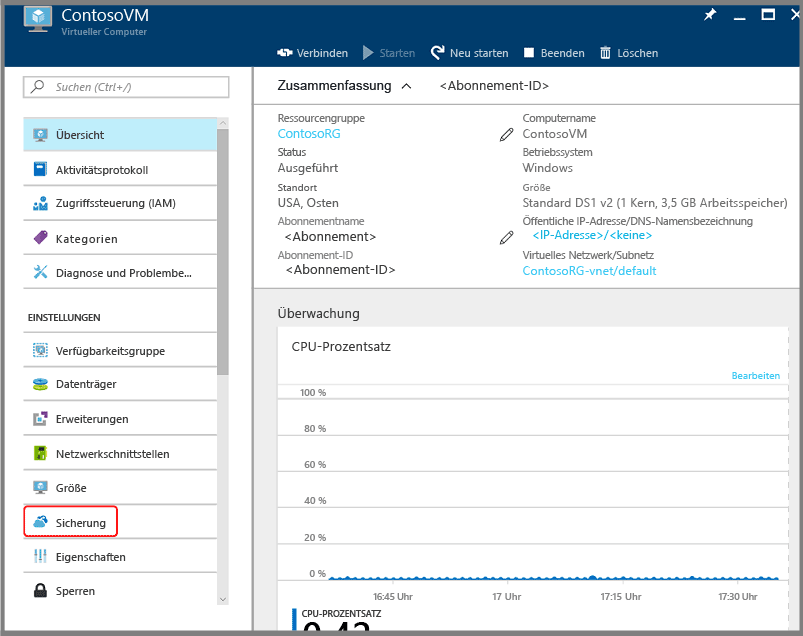 ContosoVM
Virtueller Computer
Verbinden Starten Neu starten Beenden Löschen
Suchen (Ctrl+/)
Übersicht
Aktivitätsprotokoll
Zugriffssteuerung (IAM)
Kategorien
Diagnose und Problembe...
EINSTELLUNGEN
Verfügbarkeitsgruppe
Datenträger
Erweiterungen
Netzwerkschnittstellen
Größe
Sicherung
Eigenschaften
Sperren
Zusammenfassung <Abonnement-ID>
Ressourcengruppe
ContosoRG
Status
Ausgeführt
Standort
USA, Osten
Abonnementname
<Abonnement>
Abonnement-ID
<Abonnement-ID>
Computername
ContosoVM
Betriebssystem
Windows
Größe
Standard DS1 v2 (1 Kern, 3,5 GB Arbeitsspeicher)
Öffentliche IP-Adresse/DNS-Namensbezeichnung
<IP-Adresse>/<keine>
Virtuelles Netzwerk/Subnetz
ContosoRG-vnet/default
Überwachung
CPU-Prozentsatz
Bearbeiten
100 %
80 %
60 %
40 %
20 %
0 %
16:45 Uhr 17 Uhr 17:15 Uhr 17:30 Uhr
CPU-PROZENTSATZ